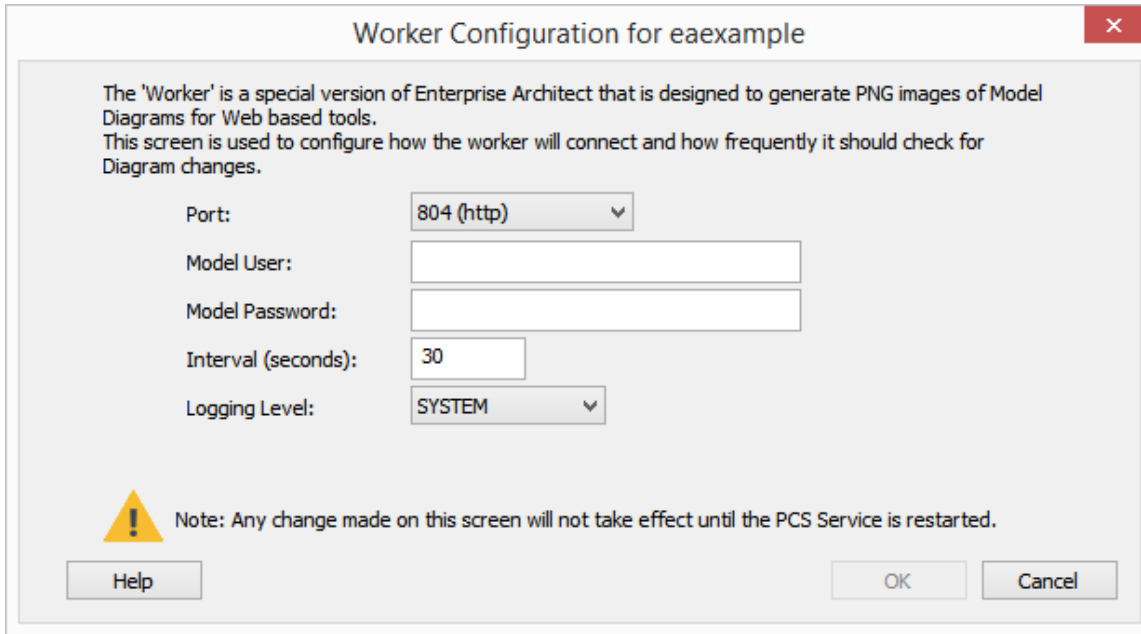 Worker Configuration for eaexample
The 'Worker' is a special version of Enterprise Architect that is designed to generate PNG images of Model
Diagrams for Web based tools.
This screen is used to configure how the worker will connect and how frequently it should check for
Diagram changes.
Port: 804 (http)
Model User:
Model Password:
Interval (seconds): 30
Logging Level: SYSTEM
Note: Any change made on this screen will not take effect until the PCS Service is restarted.
Help OK Cancel